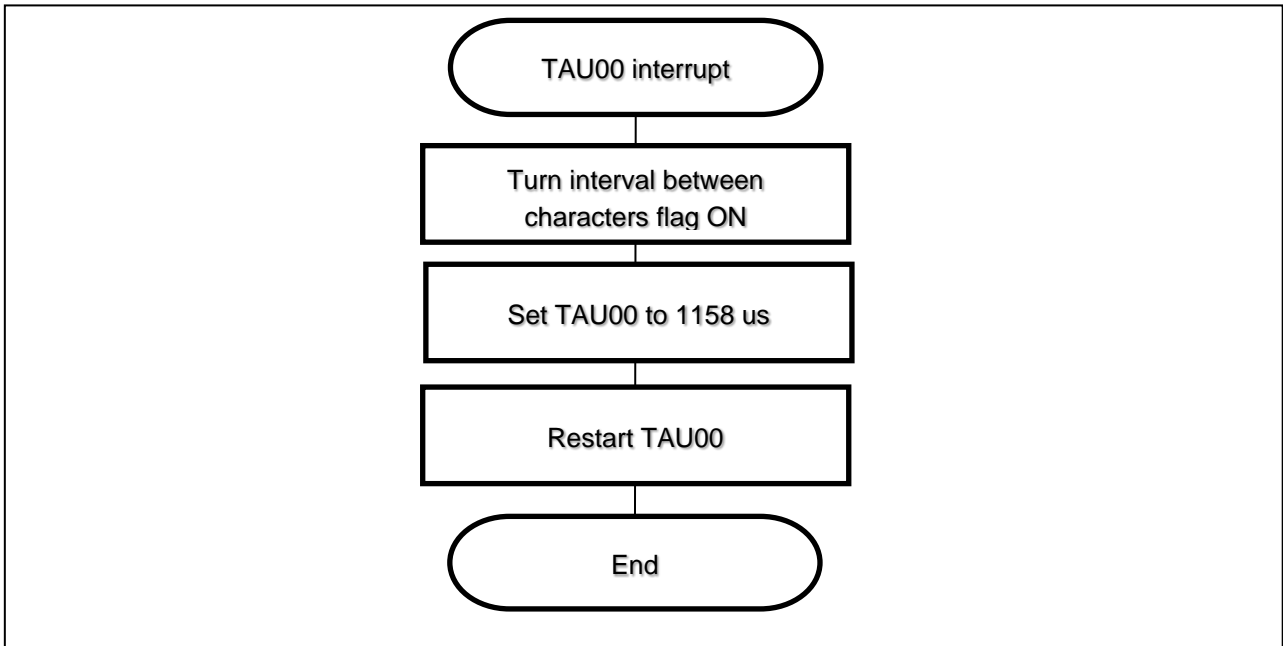 TAU00 interrupt
Turn interval between
characters flag ON
Set TAU00 to 1158 us
Restart TAU00
End